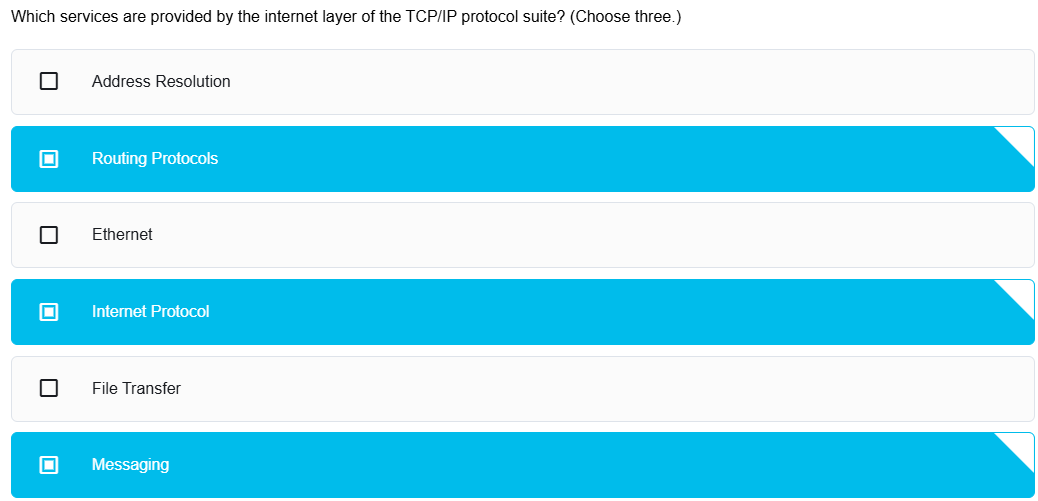 Which services are provided by the internet layer of the TCP/IP protocol suite? (Choose three.)
Address Resolution
Routing Protocols
Ethernet
Internet Protocol
File Transfer
Messaging